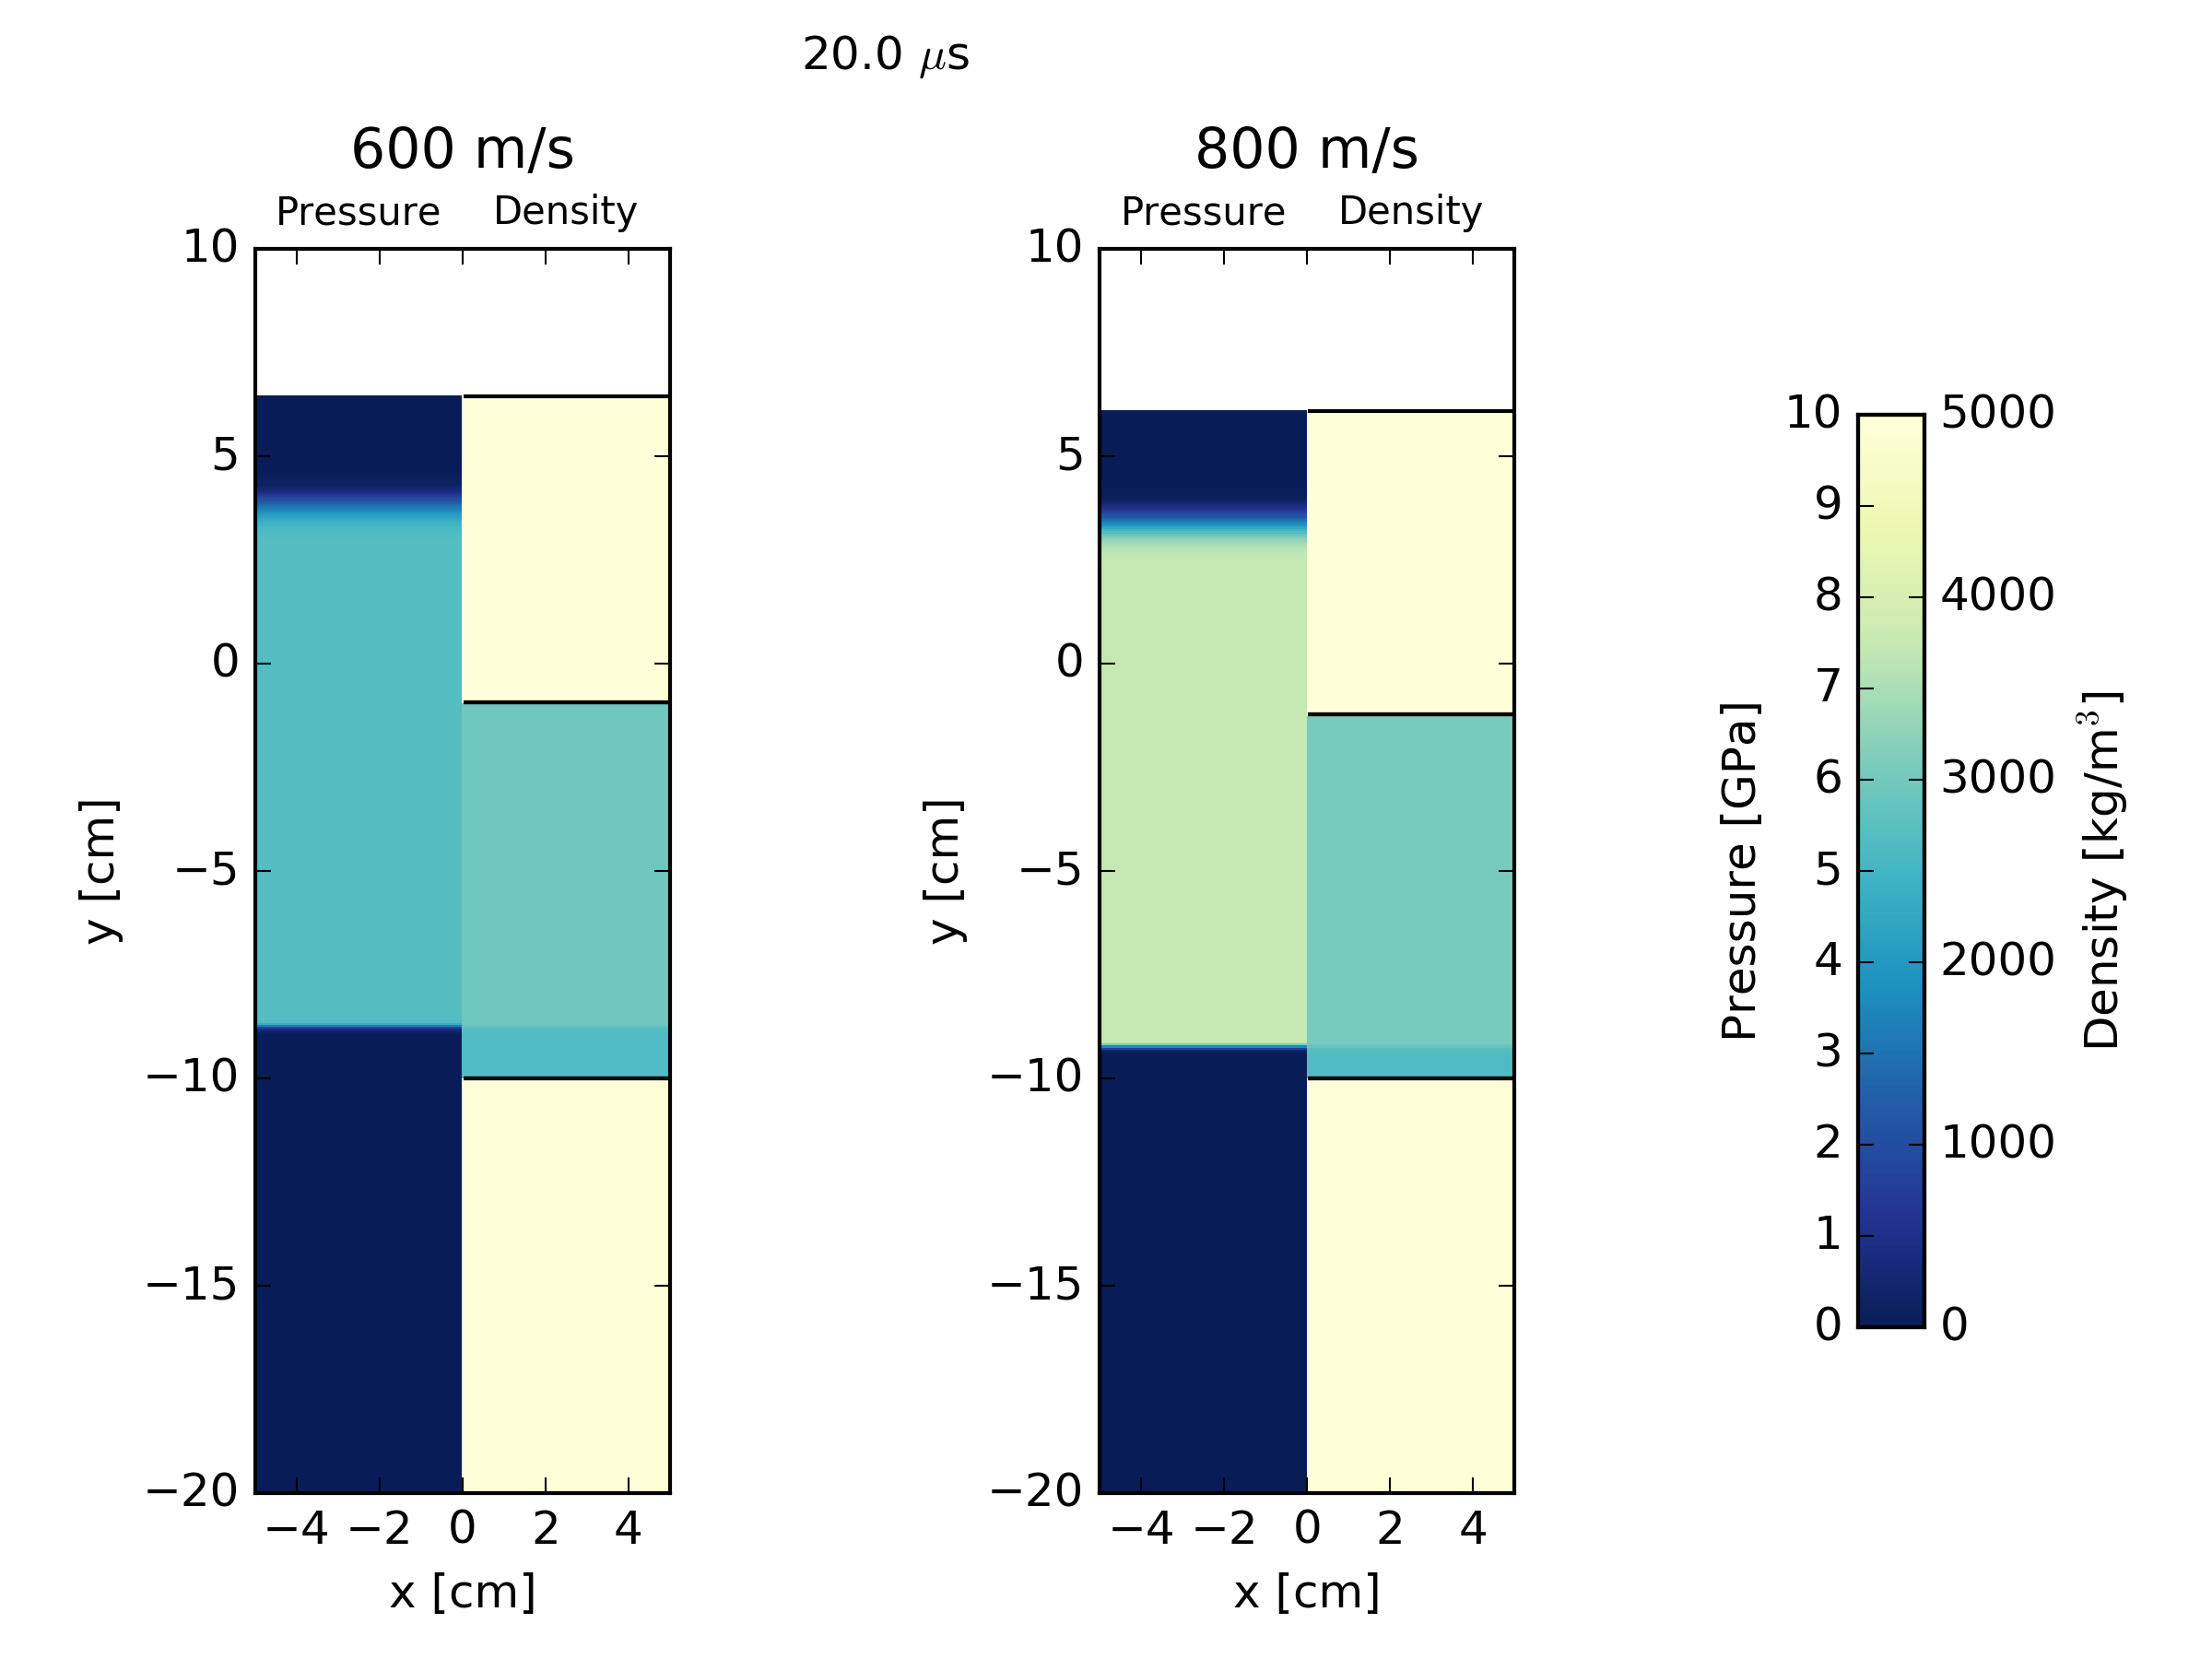 20.0 μs
600 m/s
Pressure Density
10
5
0
−5
−10
−15
−20
y [cm]
−4 −2 0 2 4
x [cm]
800 m/s
Pressure Density
10
5
0
−5
−10
−15
−20
y [cm]
−4 −2 0 2 4
x [cm]
10
9
8
7
6
5
4
3
2
1
0
Pressure [GPa]
5000
4000
3000
2000
1000
0
Density [kg/m³]